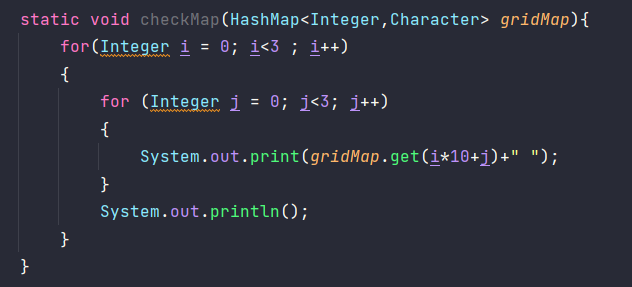 static void checkMap(HashMap<Integer,Character> gridMap){
    for(Integer i = 0; i<3 ; i++)
    {
        for (Integer j = 0; j<3; j++)
        {
            System.out.print(gridMap.get(i*10+j)+" ");
        }
        System.out.println();
    }
}